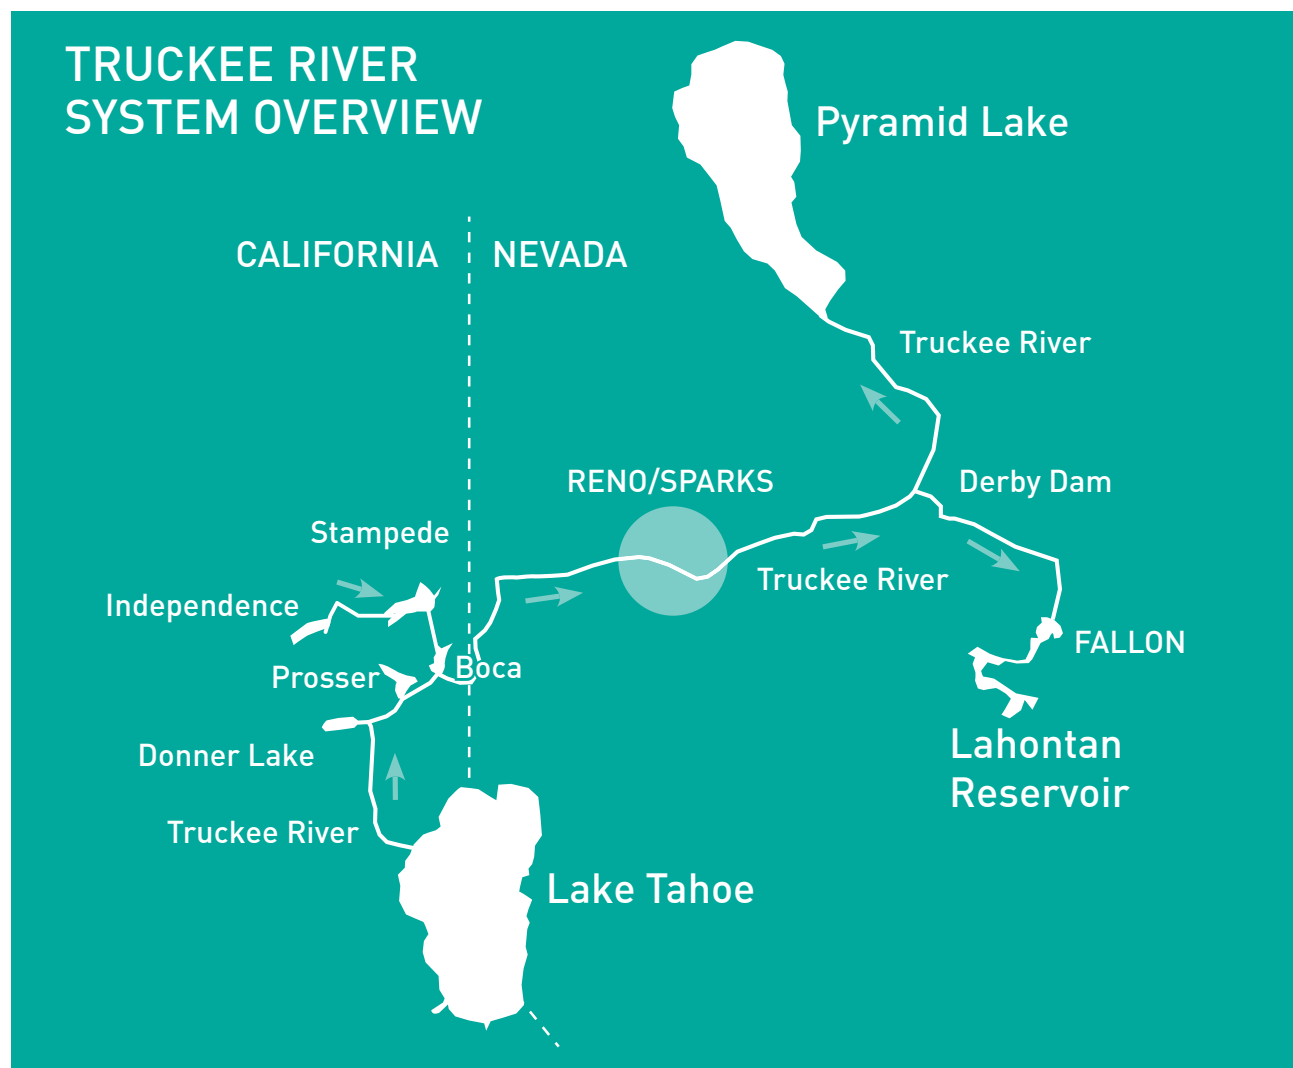 TRUCKEE RIVER
SYSTEM OVERVIEW
Pyramid Lake
CALIFORNIA
NEVADA
Truckee River
RENO/SPARKS
Derby Dam
Stampede
Truckee River
Independence
FALLON
Boca
Prosser
Lahontan
Reservoir
Donner Lake
Truckee River
Lake Tahoe